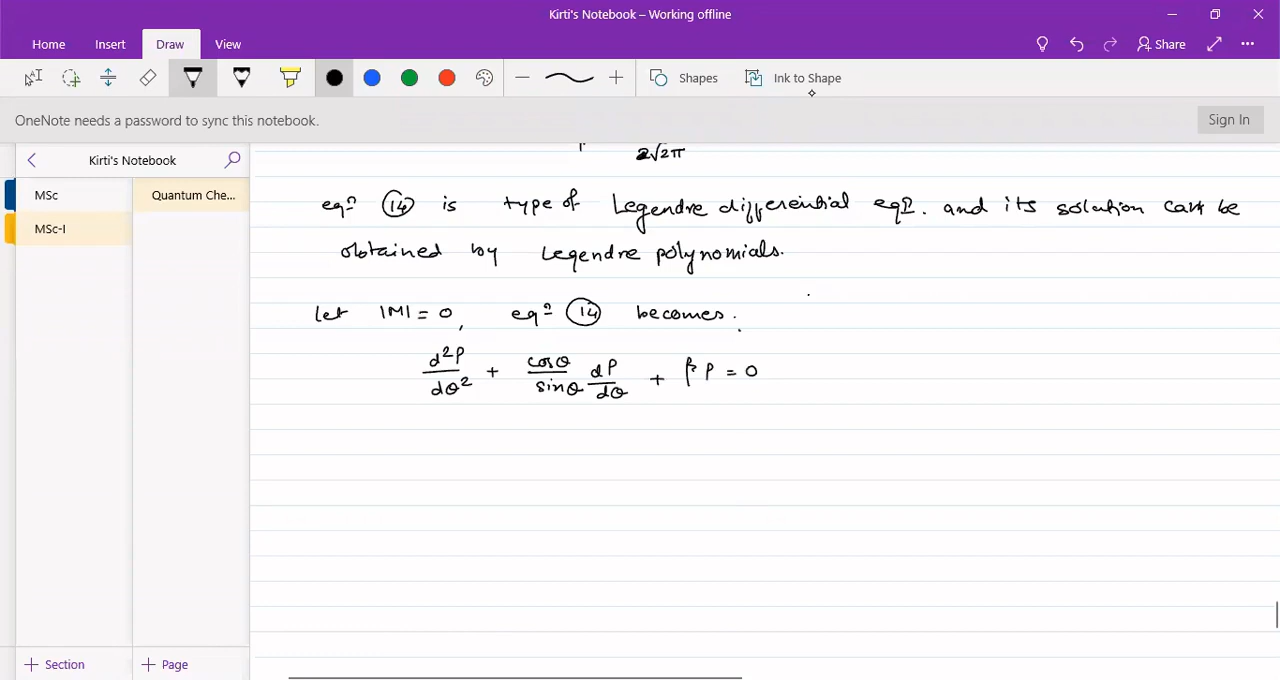 Kirti's Notebook – Working offline
Home Insert Draw View
Share
Shapes Ink to Shape
OneNote needs a password to sync this notebook. Sign In
Kirti's Notebook
MSc
MSc-I
Quantum Che...
2√2π
eqn (14) is type of Legendre differential eqn. and its solution can be
obtained by Legendre polynomials.
let |M| = 0, eqn (14) becomes.
d²P/dθ² + cosθ/sinθ dP/dθ + βP = 0
+ Section + Page